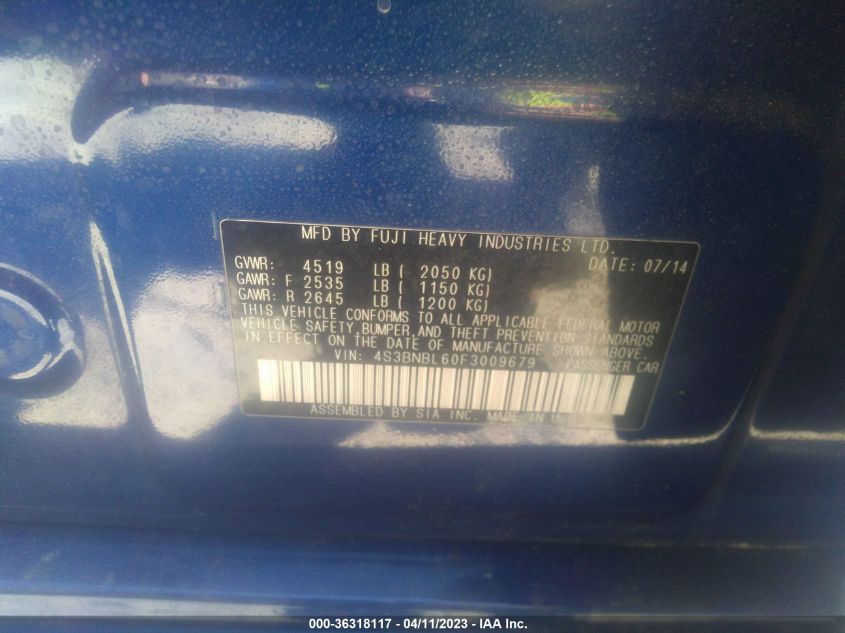 MFD BY FUJI HEAVY INDUSTRIES LTD.
GVWR: 4519 LB ( 2050 KG) DATE: 07/14
GAWR: F 2535 LB ( 1150 KG)
GAWR: R 2645 LB ( 1200 KG)
THIS VEHICLE CONFORMS TO ALL APPLICABLE FEDERAL MOTOR
VEHICLE SAFETY,BUMPER,AND THEFT PREVENTION STANDARDS
IN EFFECT ON THE DATE OF MANUFACTURE SHOWN ABOVE.
VIN: 4S3BNBL60F3009679 PASSENGER CAR
ASSEMBLED BY SIA INC. MADE IN
000-36318117 - 04/11/2023 - IAA Inc.